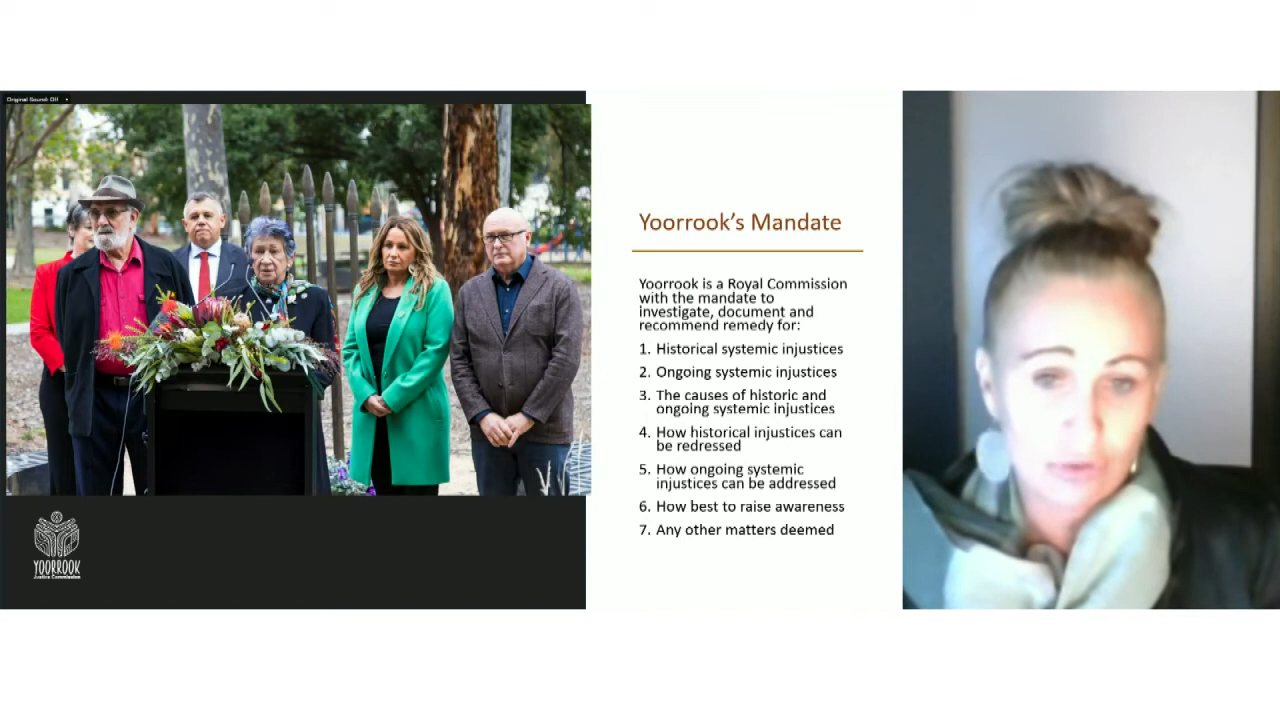 Original Sound: Off
YOORROOK
Justice Commission
Yoorrook’s Mandate
Yoorrook is a Royal Commission
with the mandate to
investigate, document and
recommend remedy for:
1. Historical systemic injustices
2. Ongoing systemic injustices
3. The causes of historic and
ongoing systemic injustices
4. How historical injustices can
be redressed
5. How ongoing systemic
injustices can be addressed
6. How best to raise awareness
7. Any other matters deemed